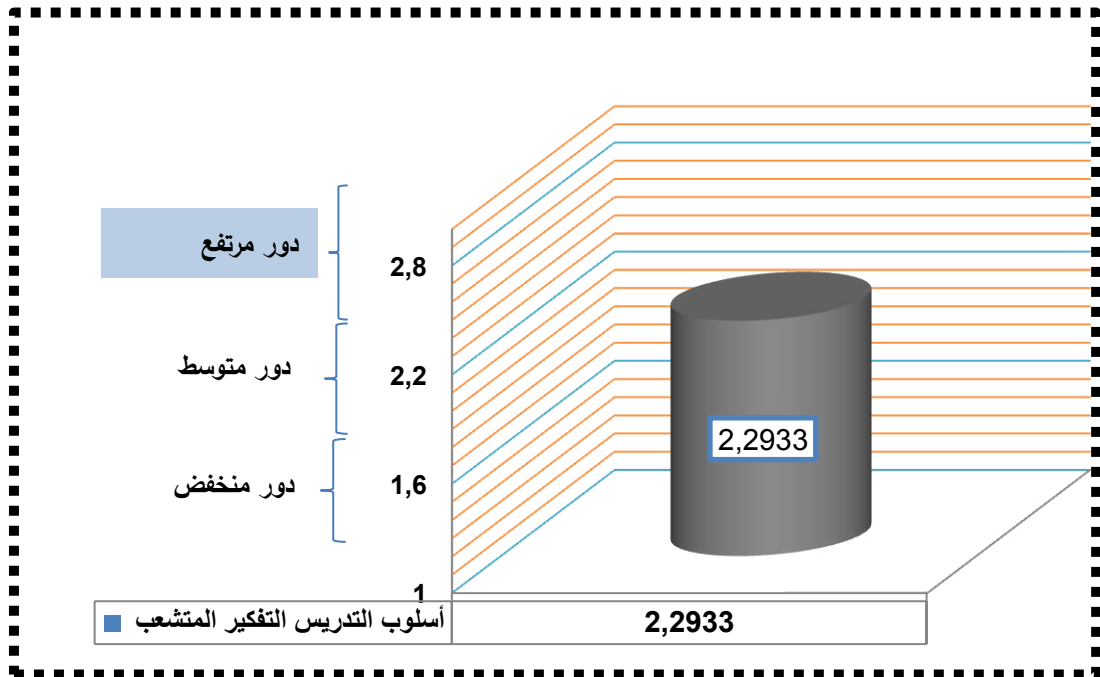 دور مرتفع
2,8
دور متوسط
2,2
2,2933
دور منخفض
1,6
1
أسلوب التدريس التفكير المتشعب
2,2933